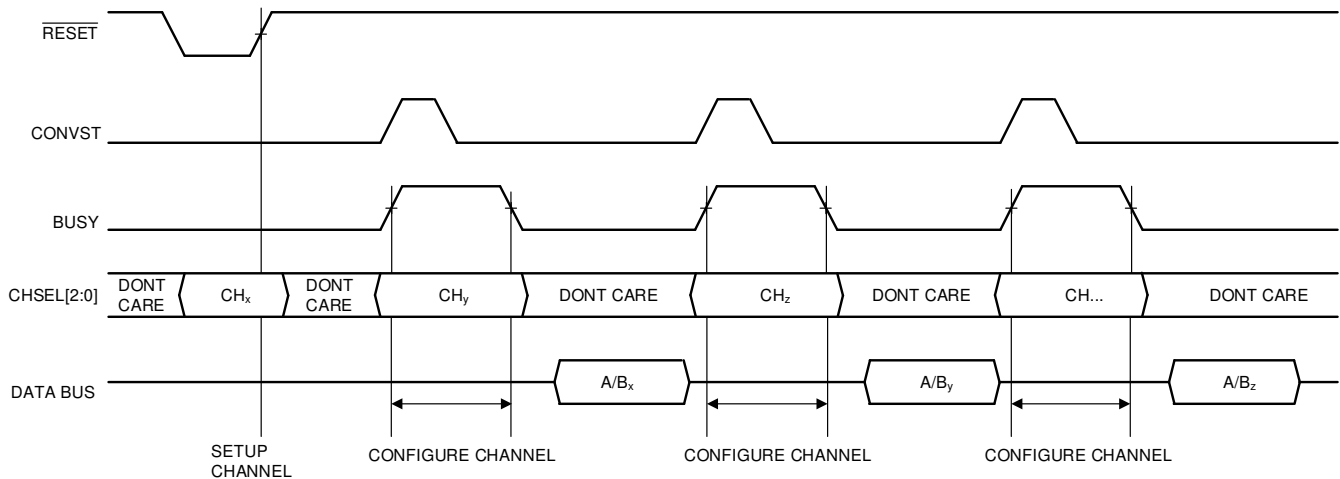 RESET
CONVST
BUSY
CHSEL[2:0]
DONT
CARE
CHx
DONT
CARE
CHy
DONT CARE
CHz
DONT CARE
CH...
DONT CARE
DATA BUS
A/Bx
A/By
A/Bz
SETUP
CHANNEL
CONFIGURE CHANNEL
CONFIGURE CHANNEL
CONFIGURE CHANNEL